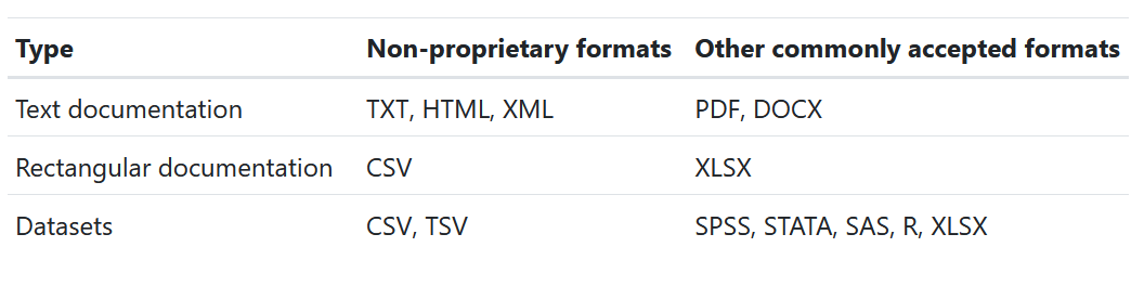 Type Non-proprietary formats Other commonly accepted formats
Text documentation TXT, HTML, XML PDF, DOCX
Rectangular documentation CSV XLSX
Datasets CSV, TSV SPSS, STATA, SAS, R, XLSX